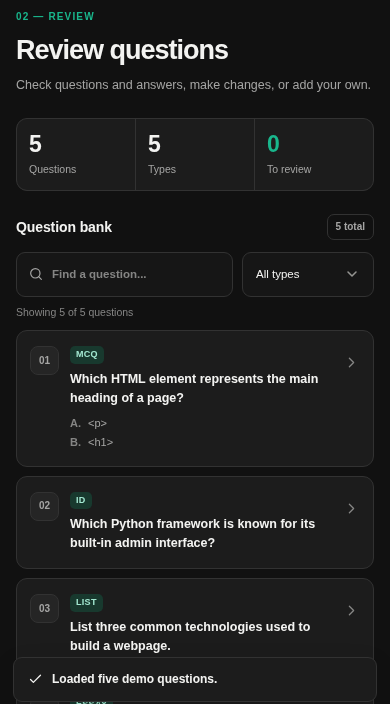 02 — REVIEW
Review questions
Check questions and answers, make changes, or add your own.
5
Questions
5
Types
0
To review
Question bank
5 total
Find a question...
All types
Showing 5 of 5 questions
01
MCQ
Which HTML element represents the main
heading of a page?
A. <p>
B. <h1>
02
ID
Which Python framework is known for its
built-in admin interface?
03
LIST
List three common technologies used to
build a webpage.
Loaded five demo questions.